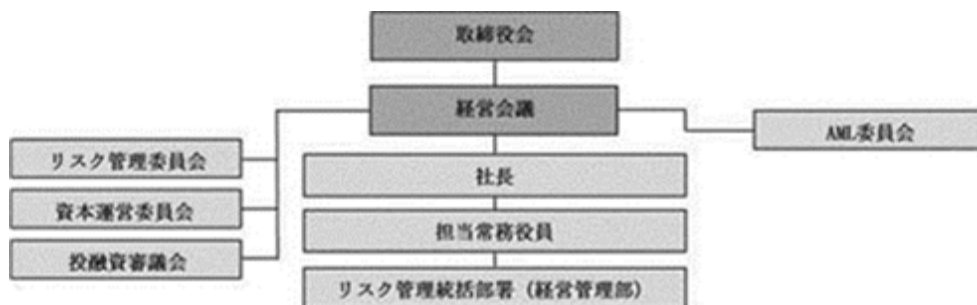 取締役会
経営会議
AML委員会
リスク管理委員会
社長
資本運営委員会
担当常務役員
投融資審議会
リスク管理統括部署（経営管理部）